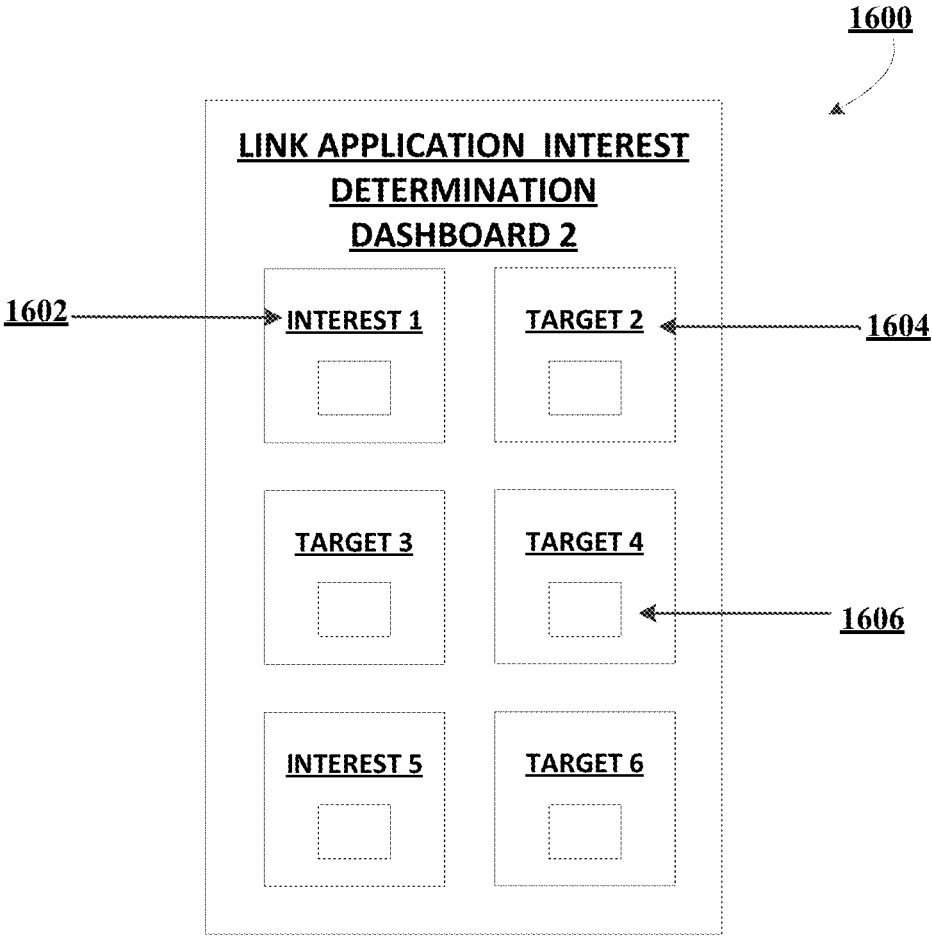 1600
LINK APPLICATION INTEREST
DETERMINATION
DASHBOARD 2
1602
INTEREST 1
TARGET 2
1604
TARGET 3
TARGET 4
1606
INTEREST 5
TARGET 6